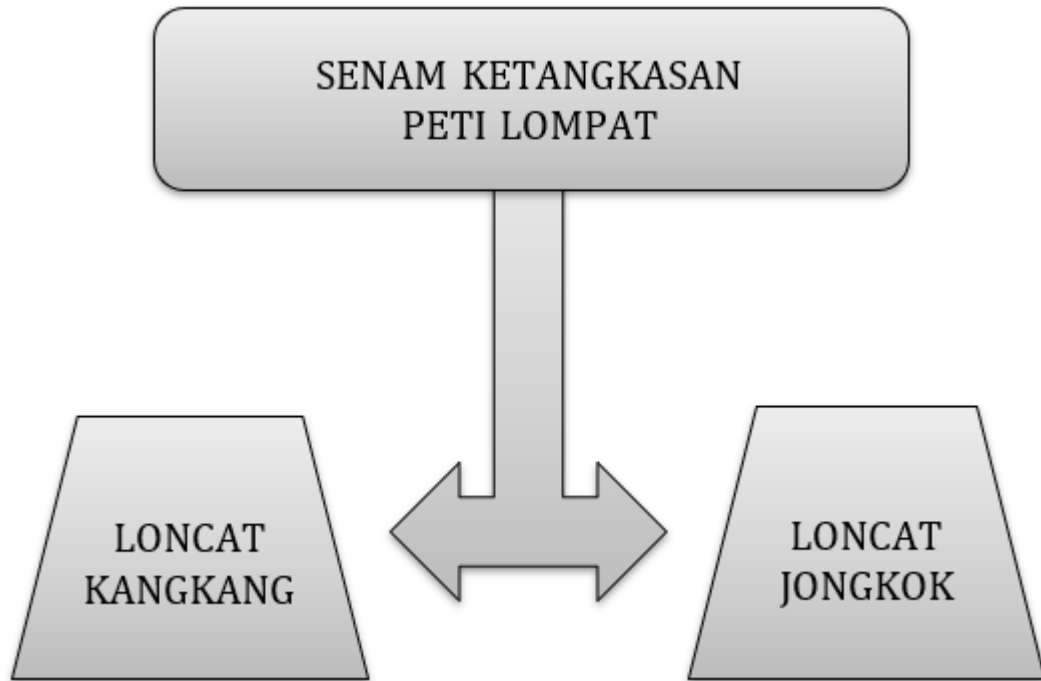 SENAM KETANGKASAN
PETI LOMPAT
LONCAT
KANGKANG
LONCAT
JONGKOK